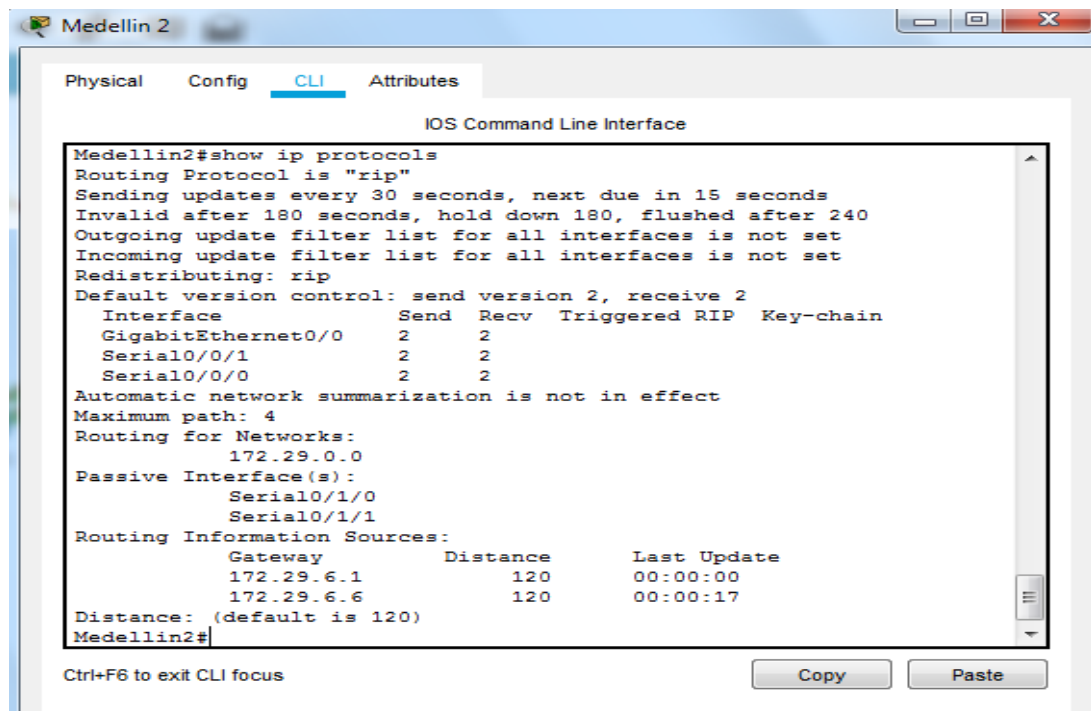 Medellin 2
Physical Config CLI Attributes
IOS Command Line Interface
Medellin2#show ip protocols
Routing Protocol is "rip"
Sending updates every 30 seconds, next due in 15 seconds
Invalid after 180 seconds, hold down 180, flushed after 240
Outgoing update filter list for all interfaces is not set
Incoming update filter list for all interfaces is not set
Redistributing: rip
Default version control: send version 2, receive 2
Interface Send Recv Triggered RIP Key-chain
GigabitEthernet0/0 2 2
Serial0/0/1 2 2
Serial0/0/0 2 2
Automatic network summarization is not in effect
Maximum path: 4
Routing for Networks:
172.29.0.0
Passive Interface(s):
Serial0/1/0
Serial0/1/1
Routing Information Sources:
Gateway Distance Last Update
172.29.6.1 120 00:00:00
172.29.6.6 120 00:00:17
Distance: (default is 120)
Medellin2#
Ctrl+F6 to exit CLI focus
Copy Paste